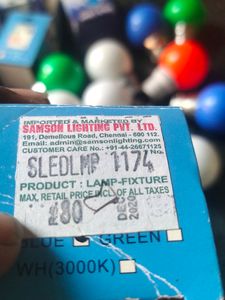 IMPORTED & MARKETED BY
SAMSON LIGHTING PVT. LTD.
191, Damellous Road, Chennai - 600 112.
Email: admin@samsonlighting.com
CUSTOMER CARE No.: +91-44-26671125
SLEDLMP 1174
PRODUCT : LAMP-FIXTURE
MAX, RETAIL PRICE INCL OF ALL TAXES
₹80
DEC 2020
BLUE
GREEN
WH(3000K)